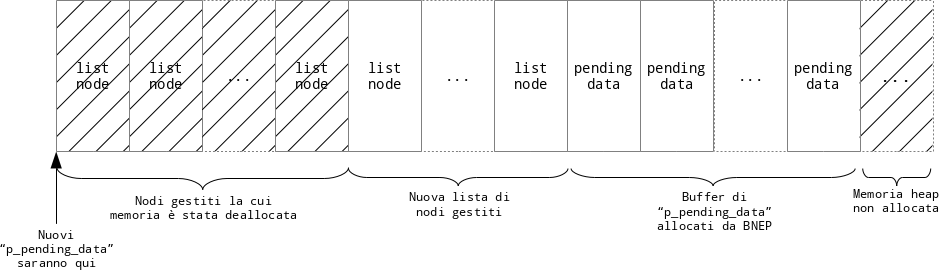 list
node
list
node
...
list
node
list
node
...
list
node
pending
data
pending
data
...
pending
data
...
Nodi gestiti la cui
memoria è stata deallocata
Nuova lista di
nodi gestiti
Buffer di
“p_pending_data”
allocati da BNEP
Memoria heap
non allocata
Nuovi
“p_pending_data”
saranno qui